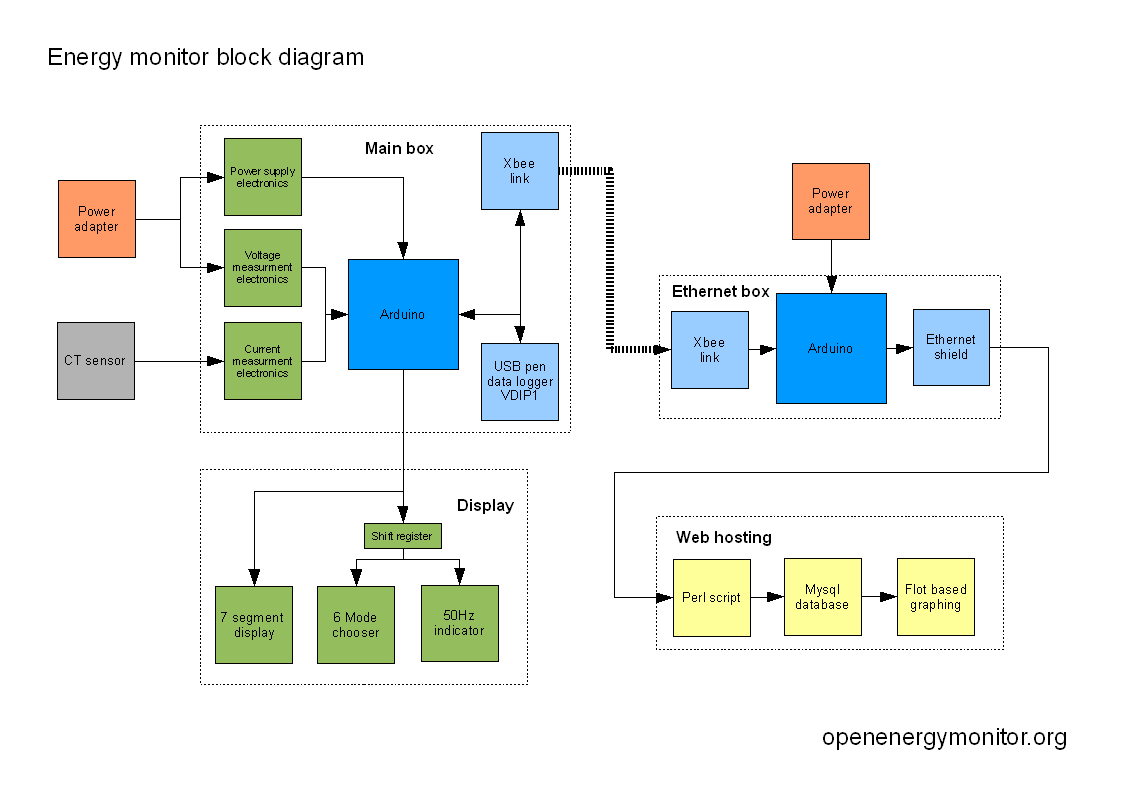 Energy monitor block diagram
Main box
Power supply
electronics
Xbee
link
Power
adapter
Voltage
measurment
electronics
Arduino
CT sensor
Current
measurment
electronics
USB pen
data logger
VDIP1
Power
adapter
Ethernet box
Xbee
link
Arduino
Ethernet
shield
Display
Shift register
7 segment
display
6 Mode
chooser
50Hz
indicator
Web hosting
Perl script
Mysql
database
Flot based
graphing
openenergymonitor.org